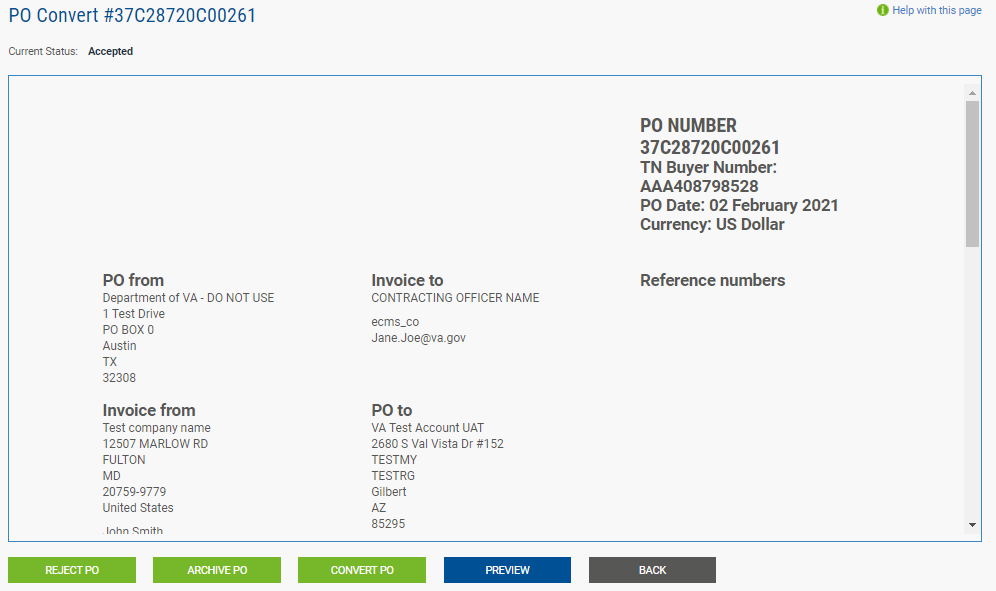 PO Convert #37C28720C00261
Help with this page
Current Status: Accepted
PO NUMBER
37C28720C00261
TN Buyer Number:
AAA408798528
PO Date: 02 February 2021
Currency: US Dollar
PO from
Department of VA - DO NOT USE
1 Test Drive
PO BOX 0
Austin
TX
32308
Invoice to
CONTRACTING OFFICER NAME
ecms_co
Jane.Joe@va.gov
Reference numbers
Invoice from
Test company name
12507 MARLOW RD
FULTON
MD
20759-9779
United States
John Smith
PO to
VA Test Account UAT
2680 S Val Vista Dr #152
TESTMY
TESTRG
Gilbert
AZ
85295
REJECT PO
ARCHIVE PO
CONVERT PO
PREVIEW
BACK